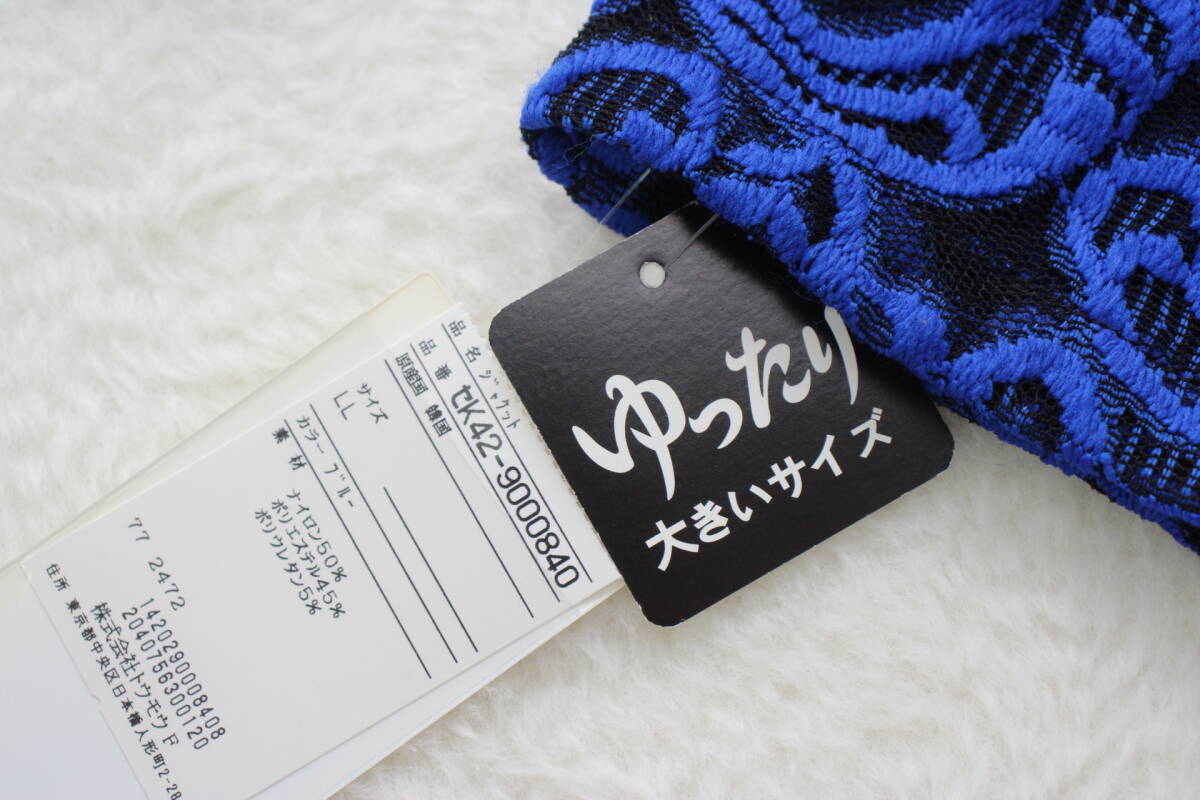 ゆったり
大きいサイズ
品 名 ジャケット
品 番 セK42-9000840
原産国 韓国
サイズ
LL
カラー ブルー
素 材 ナイロン50%
ポリエステル45%
ポリウレタン5%
77 2472
1420290008408
2040756300120
株式会社トウモウ F
住所 東京都中央区日本橋人形町2-28